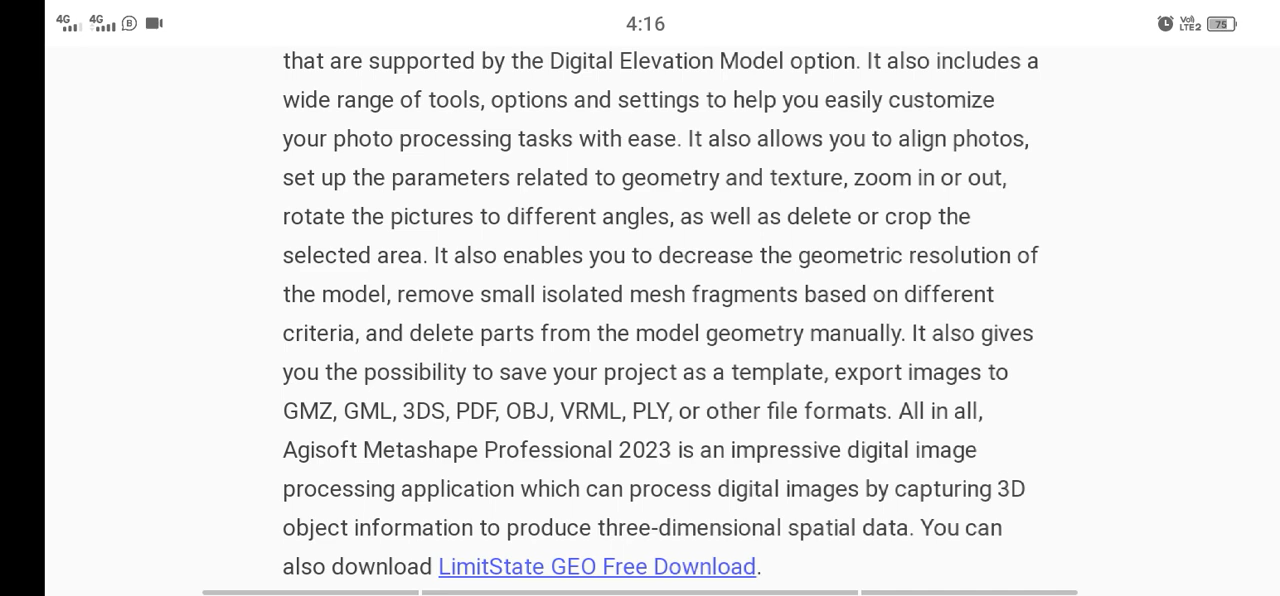 4G 4G B 4:16 Vo) LTE2 75
that are supported by the Digital Elevation Model option. It also includes a
wide range of tools, options and settings to help you easily customize
your photo processing tasks with ease. It also allows you to align photos,
set up the parameters related to geometry and texture, zoom in or out,
rotate the pictures to different angles, as well as delete or crop the
selected area. It also enables you to decrease the geometric resolution of
the model, remove small isolated mesh fragments based on different
criteria, and delete parts from the model geometry manually. It also gives
you the possibility to save your project as a template, export images to
GMZ, GML, 3DS, PDF, OBJ, VRML, PLY, or other file formats. All in all,
Agisoft Metashape Professional 2023 is an impressive digital image
processing application which can process digital images by capturing 3D
object information to produce three-dimensional spatial data. You can
also download LimitState GEO Free Download.